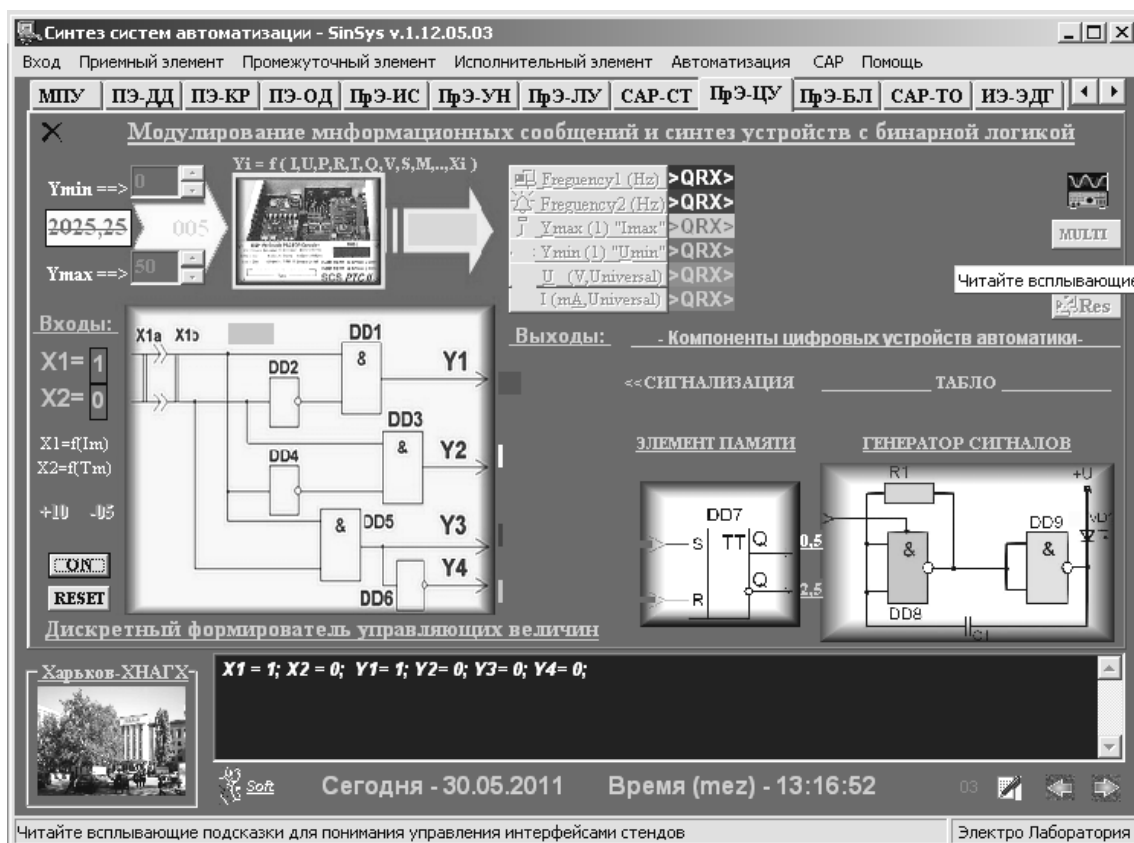 Синтез систем автоматизации - SinSys v.1.12.05.03
Вход Приемный элемент Промежуточный элемент Исполнительный элемент Автоматизация САР Помощь
МПУ ПЭ-ДД ПЭ-КР ПЭ-ОД ПрЭ-ИС ПрЭ-УН ПрЭ-ЛУ САР-СТ ПрЭ-ЦУ ПрЭ-БЛ САР-ТО ИЭ-ЭДГ
Модулирование мнформационных сообщений и синтез устройств с бинарной логикой
Yi = f ( I,U,P,R,T,Q,V,S,M,..,Xi )
Ymin ==> 0
2025,25 005
Ymax ==> 50
SCS PTC
Freguency1 (Hz) >QRX>
Freguency2 (Hz) >QRX>
Ymax (1) "Imax" >QRX>
: Ymin (1) "Umin" >QRX>
U (V,Universal) >QRX>
I (mA,Universal) >QRX>
MULTI
Читайте всплывающие
Res
Входы:
X1= 1
X2= 0
X1=f(Im)
X2=f(Tm)
+10 -05
ON
RESET
X1a X1b DD1 & Y1
DD2
DD3 & Y2
DD4
& DD5 Y3
DD6 Y4
Дискретный формирователь управляющих величин
Выходы: - Компоненты цифровых устройств автоматики-
<<СИГНАЛИЗАЦИЯ ТАБЛО
ЭЛЕМЕНТ ПАМЯТИ ГЕНЕРАТОР СИГНАЛОВ
DD7
S TT Q 0,5
R Q 2,5
R1 +U
DD9 VD1
& &
DD8
C1
Харьков-ХНАГХ
X1 = 1; X2 = 0; Y1= 1; Y2= 0; Y3= 0; Y4= 0;
Soft Сегодня - 30.05.2011 Время (mez) - 13:16:52 03
Читайте всплывающие подсказки для понимания управления интерфейсами стендов Электро Лаборатория